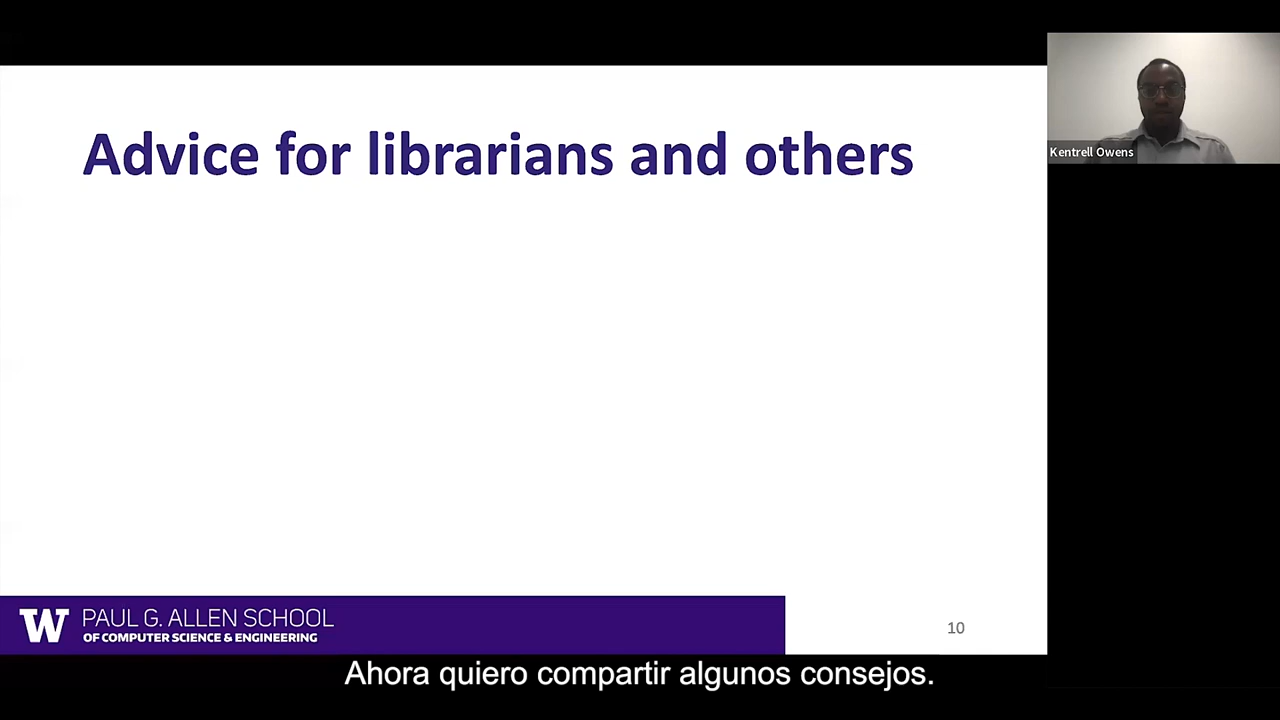 Advice for librarians and others
Kentrell Owens
W PAUL G. ALLEN SCHOOL
OF COMPUTER SCIENCE & ENGINEERING
10
Ahora quiero compartir algunos consejos.